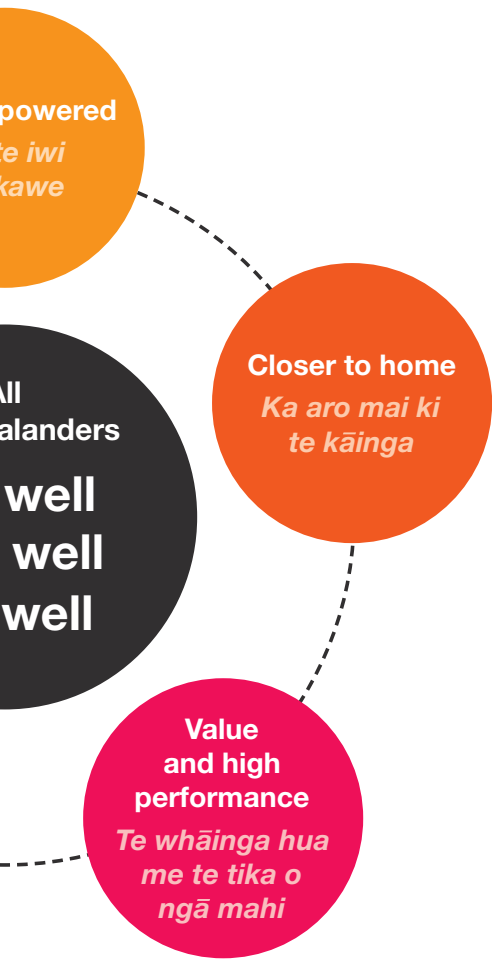 powered
te iwi
kawe
Closer to home
Ka aro mai ki
te kāinga
All
alanders
well
well
well
Value
and high
performance
Te whāinga hua
me te tika o
ngā mahi